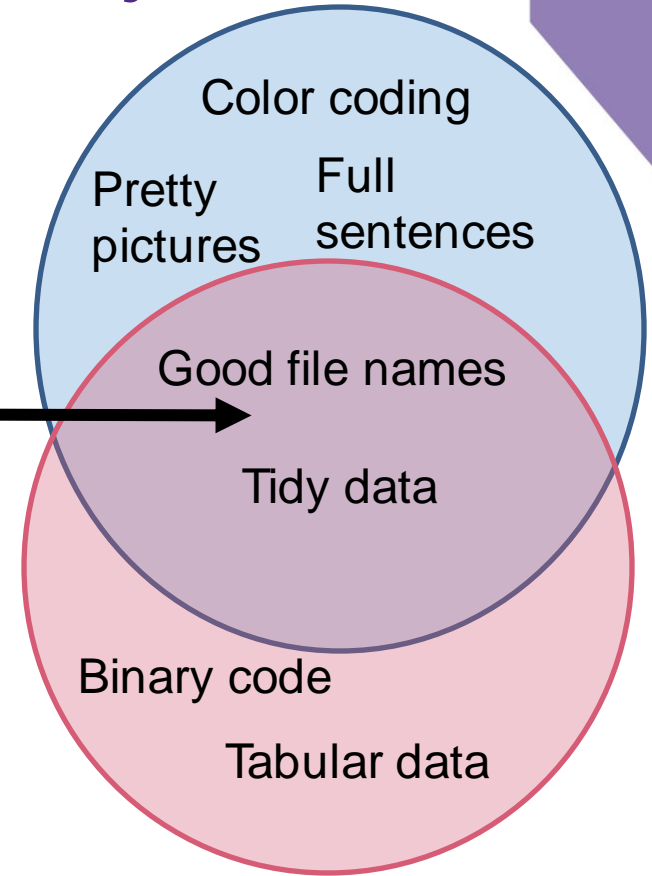 Color coding
Pretty
pictures
Full
sentences
Good file names
Tidy data
Binary code
Tabular data